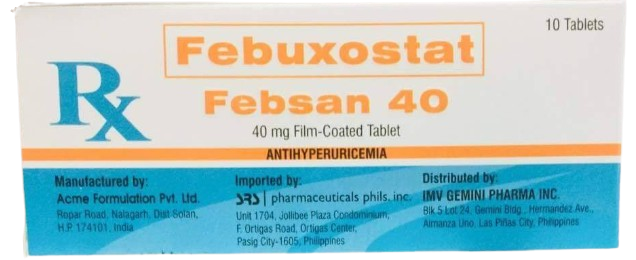 10 Tablets
Rx
Febuxostat
Febsan 40
40 mg Film-Coated Tablet
ANTIHYPERURICEMIA
Manufactured by:
Acme Formulation Pvt. Ltd.
Ropar Road, Nalagarh, Dist Solan,
H.P. 174101, India
Imported by:
SRS | pharmaceuticals phils, inc.
Unit 1704, Jollibee Plaza Condominium,
F. Ortigas Road, Ortigas Center,
Pasig City-1605, Philippines
Distributed by:
IMV GEMINI PHARMA INC.
Blk 5 Lot 24, Gemini Bldg., Hernandez Ave.,
Almanza Uno, Las Piñas City, Philippines